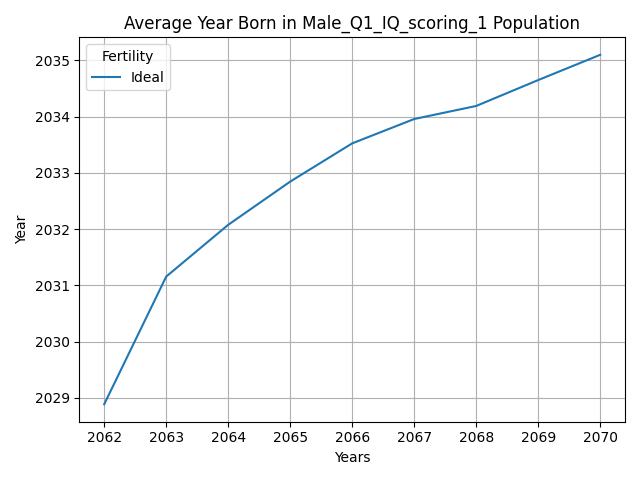 Average Year Born in Male_Q1_IQ_scoring_1 Population
Fertility
Ideal
2035
2034
2033
2032
2031
2030
2029
Year
2062 2063 2064 2065 2066 2067 2068 2069 2070
Years